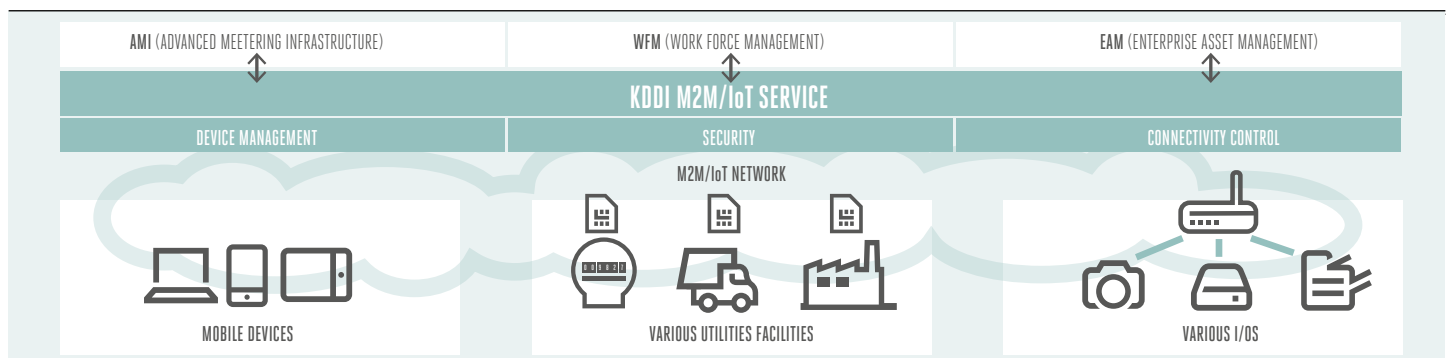 AMI (ADVANCED MEETERING INFRASTRUCTURE)
WFM (WORK FORCE MANAGEMENT)
EAM (ENTERPRISE ASSET MANAGEMENT)
KDDI M2M/IoT SERVICE
DEVICE MANAGEMENT
SECURITY
CONNECTIVITY CONTROL
M2M/IoT NETWORK
MOBILE DEVICES
VARIOUS UTILITIES FACILITIES
VARIOUS I/OS